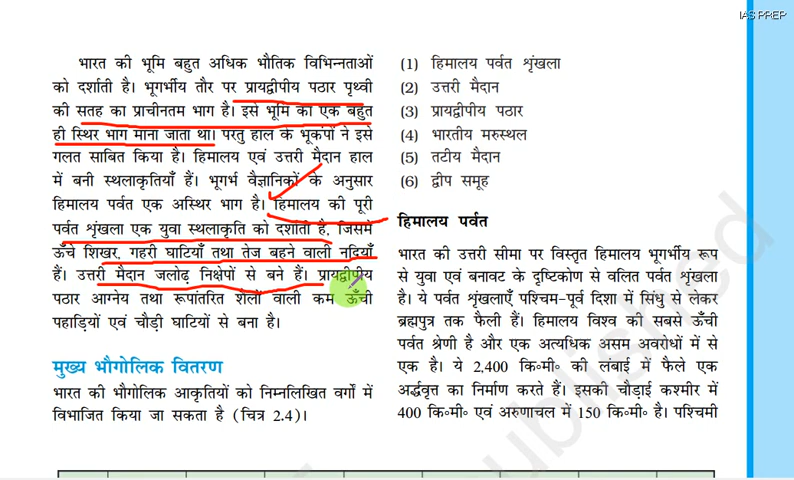 IAS PREP
भारत की भूमि बहुत अधिक भौतिक विभिन्नताओं
को दर्शाती है। भूगर्भीय तौर पर प्रायद्वीपीय पठार पृथ्वी
की सतह का प्राचीनतम भाग है। इसे भूमि का एक बहुत
ही स्थिर भाग माना जाता था। परंतु हाल के भूकंपों ने इसे
गलत साबित किया है। हिमालय एवं उत्तरी मैदान हाल
में बनी स्थलाकृतियाँ हैं। भूगर्भ वैज्ञानिकों के अनुसार
हिमालय पर्वत एक अस्थिर भाग है। हिमालय की पूरी
पर्वत शृंखला एक युवा स्थलाकृति को दर्शाती है, जिसमें
ऊँचे शिखर, गहरी घाटियाँ तथा तेज बहने वाली नदियाँ
हैं। उत्तरी मैदान जलोढ़ निक्षेपों से बने हैं। प्रायद्वीपीय
पठार आग्नेय तथा रूपांतरित शैलों वाली कम ऊँची
पहाड़ियों एवं चौड़ी घाटियों से बना है।
मुख्य भौगोलिक वितरण
भारत की भौगोलिक आकृतियों को निम्नलिखित वर्गों में
विभाजित किया जा सकता है (चित्र 2.4)।
(1) हिमालय पर्वत शृंखला
(2) उत्तरी मैदान
(3) प्रायद्वीपीय पठार
(4) भारतीय मरुस्थल
(5) तटीय मैदान
(6) द्वीप समूह
हिमालय पर्वत
भारत की उत्तरी सीमा पर विस्तृत हिमालय भूगर्भीय रूप
से युवा एवं बनावट के दृष्टिकोण से वलित पर्वत शृंखला
है। ये पर्वत शृंखलाएँ पश्चिम-पूर्व दिशा में सिंधु से लेकर
ब्रह्मपुत्र तक फैली हैं। हिमालय विश्व की सबसे ऊँची
पर्वत श्रेणी है और एक अत्यधिक असम अवरोधों में से
एक है। ये 2,400 कि॰मी॰ की लंबाई में फैले एक
अर्द्धवृत्त का निर्माण करते हैं। इसकी चौड़ाई कश्मीर में
400 कि॰मी॰ एवं अरुणाचल में 150 कि॰मी॰ है। पश्चिमी